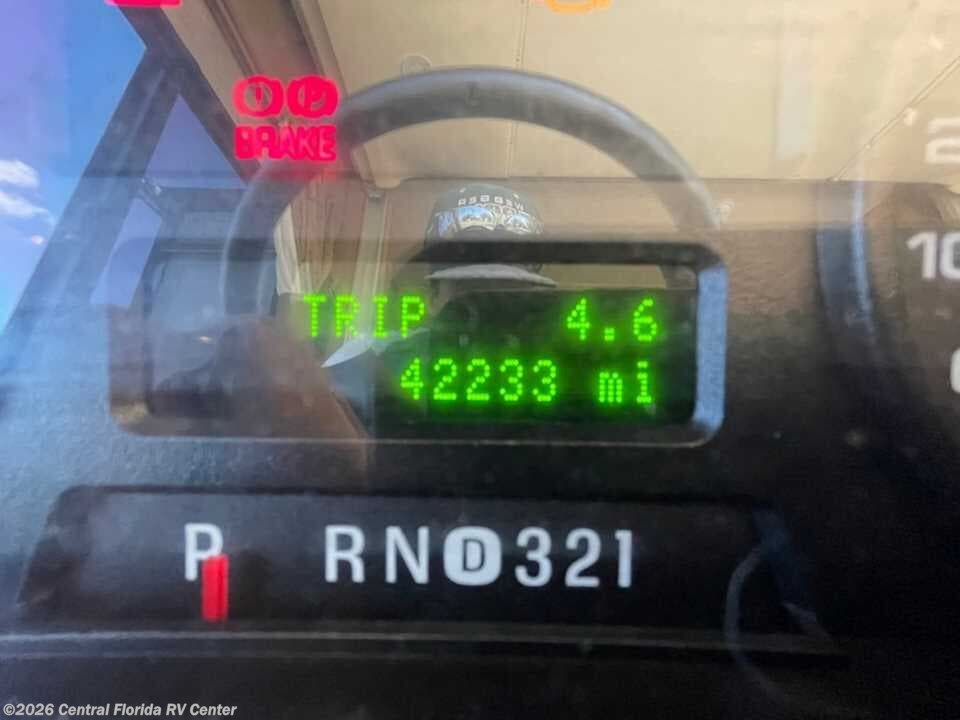 BRAKE
TRIP 4.6
42233 mi
P RND321
©2026 Central Florida RV Center